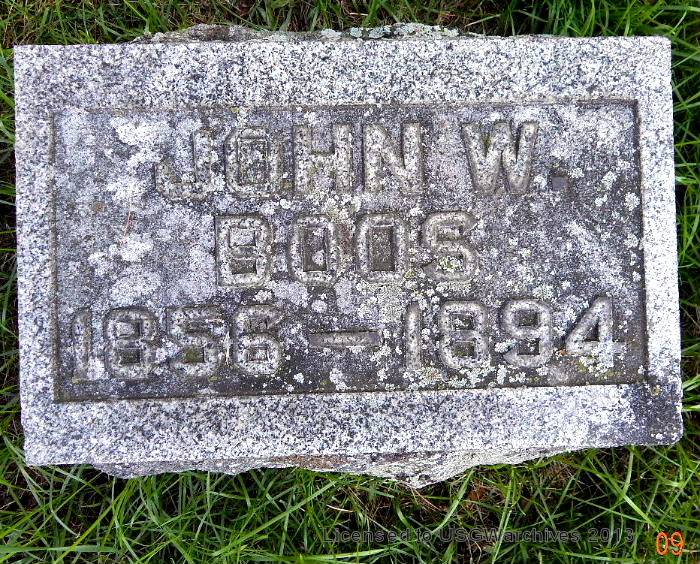 JOHN W.
BOOS
1856 — 1894
Licensed to USGWarchives 2013
09